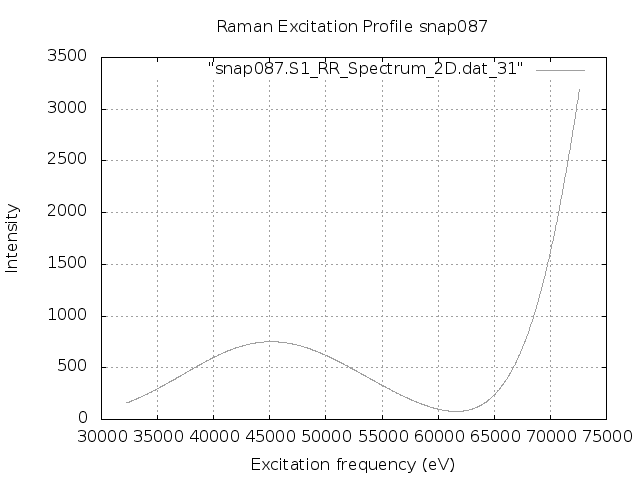 Raman Excitation Profile snap087
"snap087.S1_RR_Spectrum_2D.dat_31"
3500
3000
2500
2000
1500
1000
500
0
Intensity
30000 35000 40000 45000 50000 55000 60000 65000 70000 75000
Excitation frequency (eV)